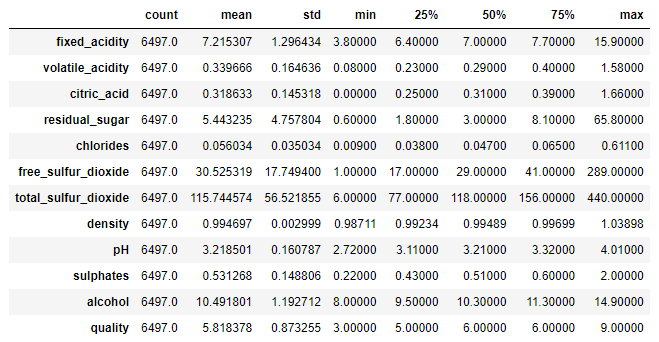 count mean std min 25% 50% 75% max
fixed_acidity 6497.0 7.215307 1.296434 3.80000 6.40000 7.00000 7.70000 15.90000
volatile_acidity 6497.0 0.339666 0.164636 0.08000 0.23000 0.29000 0.40000 1.58000
citric_acid 6497.0 0.318633 0.145318 0.00000 0.25000 0.31000 0.39000 1.66000
residual_sugar 6497.0 5.443235 4.757804 0.60000 1.80000 3.00000 8.10000 65.80000
chlorides 6497.0 0.056034 0.035034 0.00900 0.03800 0.04700 0.06500 0.61100
free_sulfur_dioxide 6497.0 30.525319 17.749400 1.00000 17.00000 29.00000 41.00000 289.00000
total_sulfur_dioxide 6497.0 115.744574 56.521855 6.00000 77.00000 118.00000 156.00000 440.00000
density 6497.0 0.994697 0.002999 0.98711 0.99234 0.99489 0.99699 1.03898
pH 6497.0 3.218501 0.160787 2.72000 3.11000 3.21000 3.32000 4.01000
sulphates 6497.0 0.531268 0.148806 0.22000 0.43000 0.51000 0.60000 2.00000
alcohol 6497.0 10.491801 1.192712 8.00000 9.50000 10.30000 11.30000 14.90000
quality 6497.0 5.818378 0.873255 3.00000 5.00000 6.00000 6.00000 9.00000